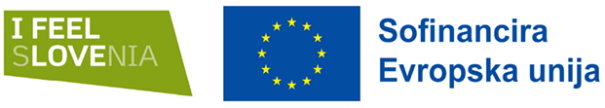 I FEEL
SLOVENIA
Sofinancira
Evropska unija